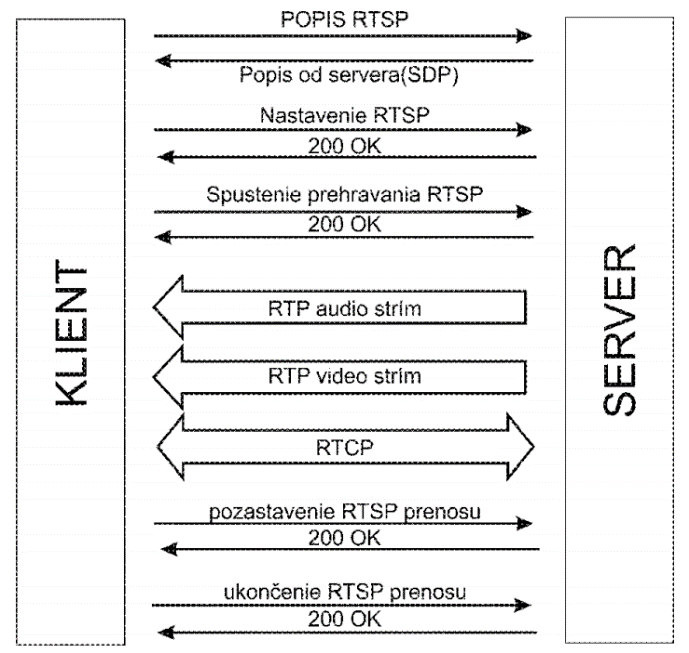 POPIS RTSP
Popis od servera(SDP)
Nastavenie RTSP
200 OK
Spustenie prehravania RTSP
200 OK
KLIENT
SERVER
RTP audio strím
RTP video strím
RTCP
pozastavenie RTSP prenosu
200 OK
ukončenie RTSP prenosu
200 OK